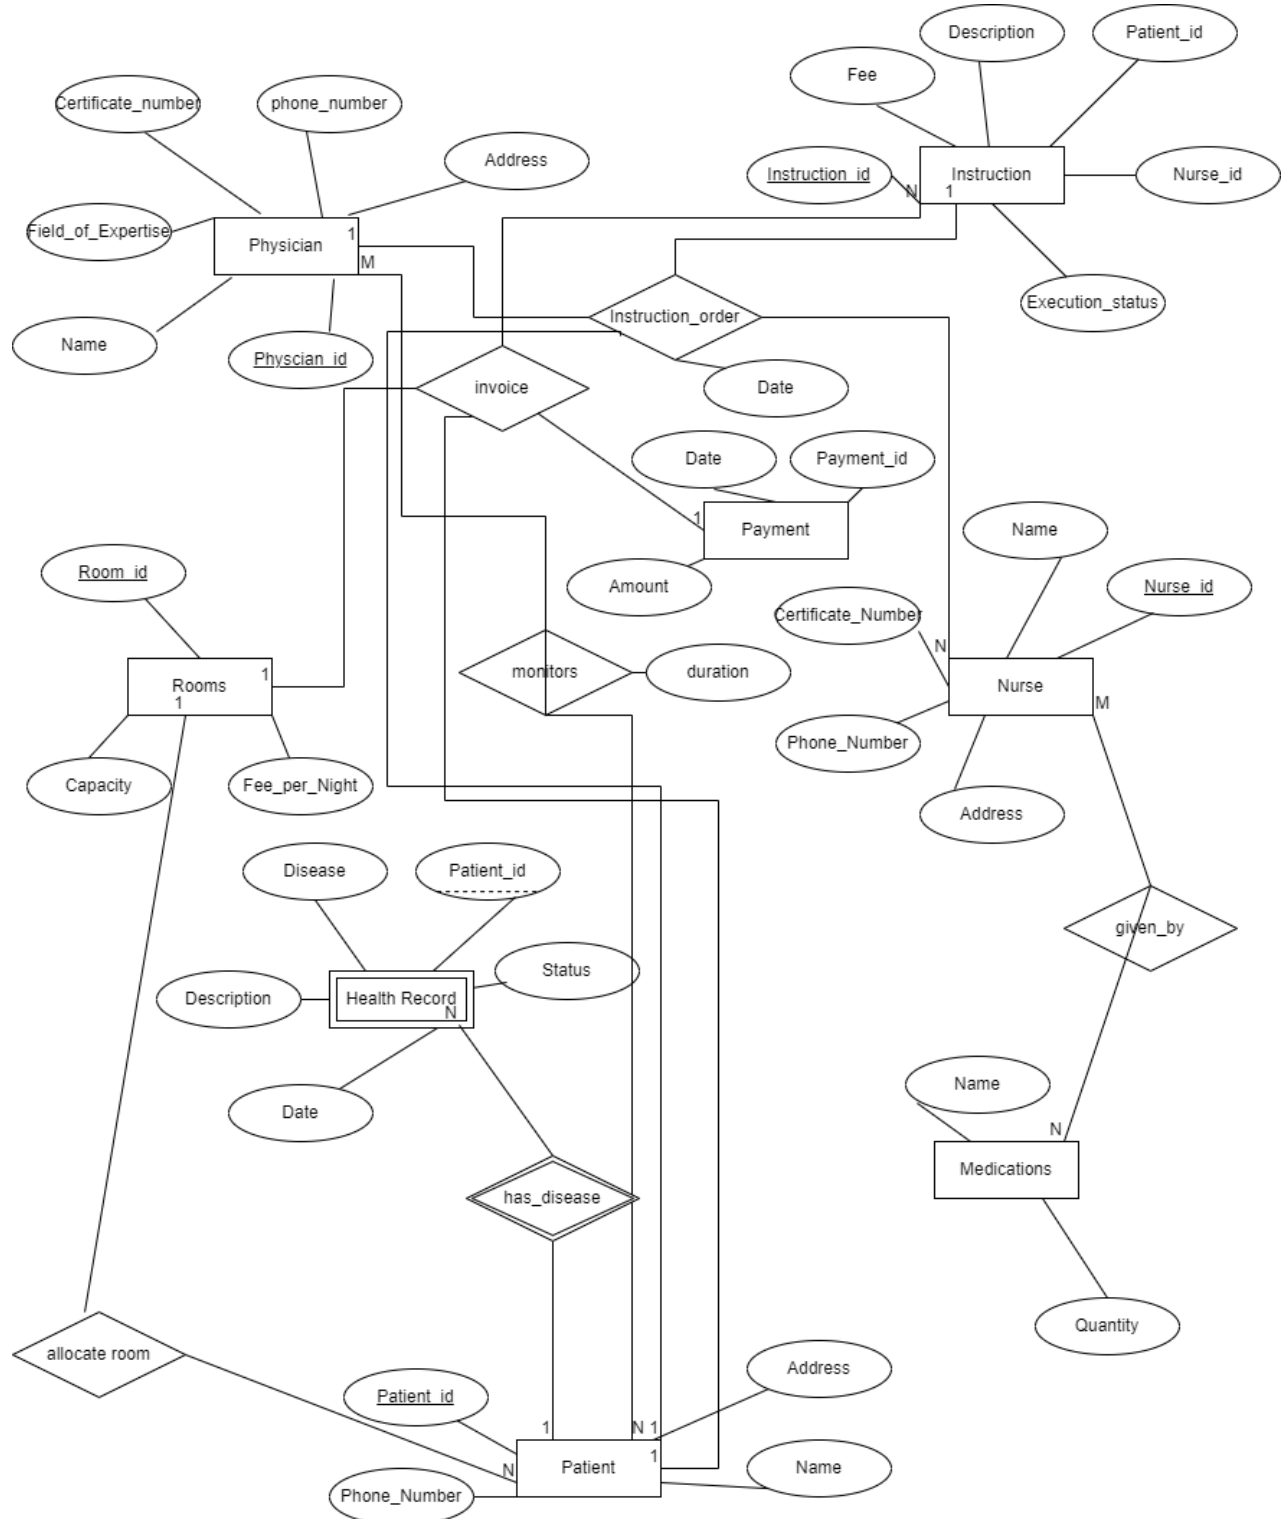 Description
Patient_id
Fee
Certificate_number
phone_number
Address
Instruction_id
N
1
Instruction
Nurse_id
Field_of_Expertise
Physician
1
M
Execution_status
Instruction_order
Name
Physcian_id
invoice
Date
Date
Payment_id
1
Payment
Name
Room_id
Amount
Nurse_id
Certificate_Number
N
Rooms
1
1
monitors
duration
Nurse
M
Phone_Number
Capacity
Fee_per_Night
Address
Disease
Patient_id
given_by
Status
Description
Health Record
N
Name
Date
N
Medications
has_disease
Quantity
allocate room
Address
Patient_id
1
N
1
1
N
Patient
Name
Phone_Number